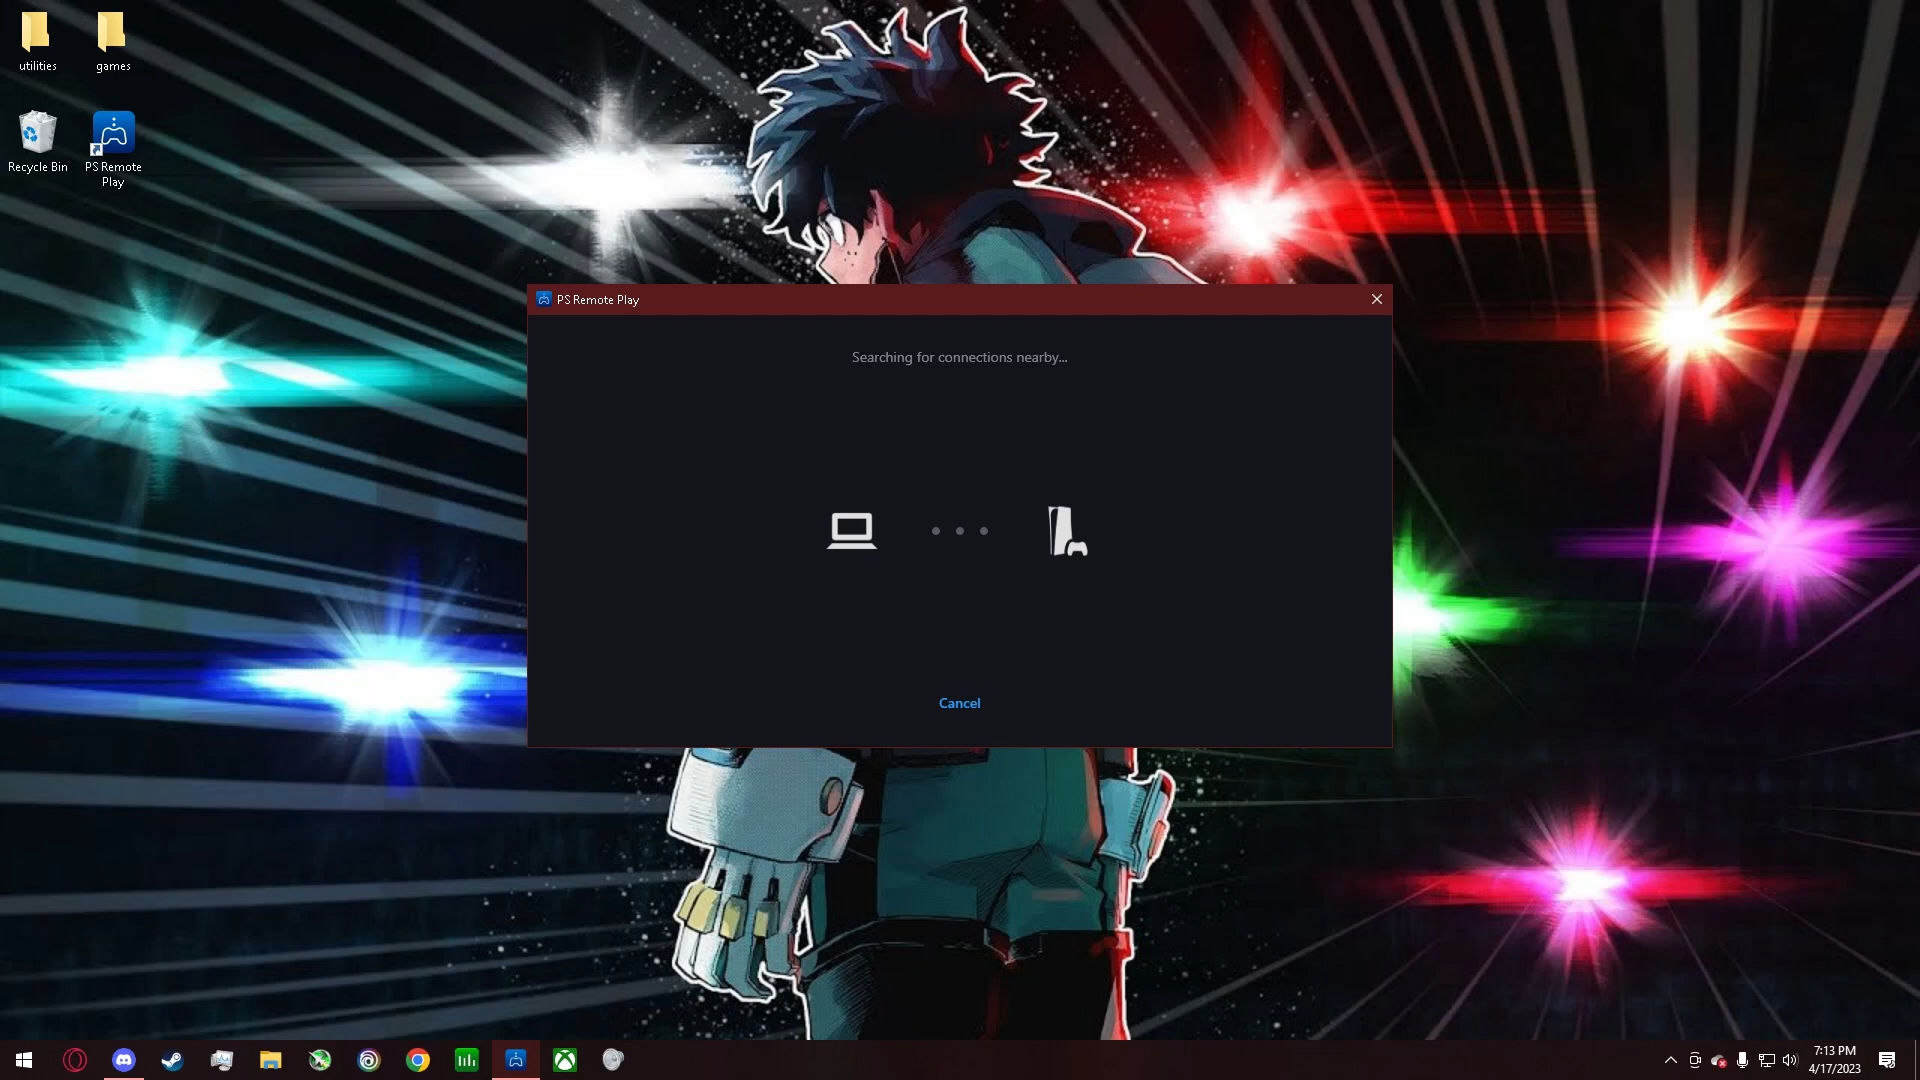 utilities
games
Recycle Bin
PS Remote
Play
PS Remote Play
Searching for connections nearby...
Cancel
7:13 PM
4/17/2023